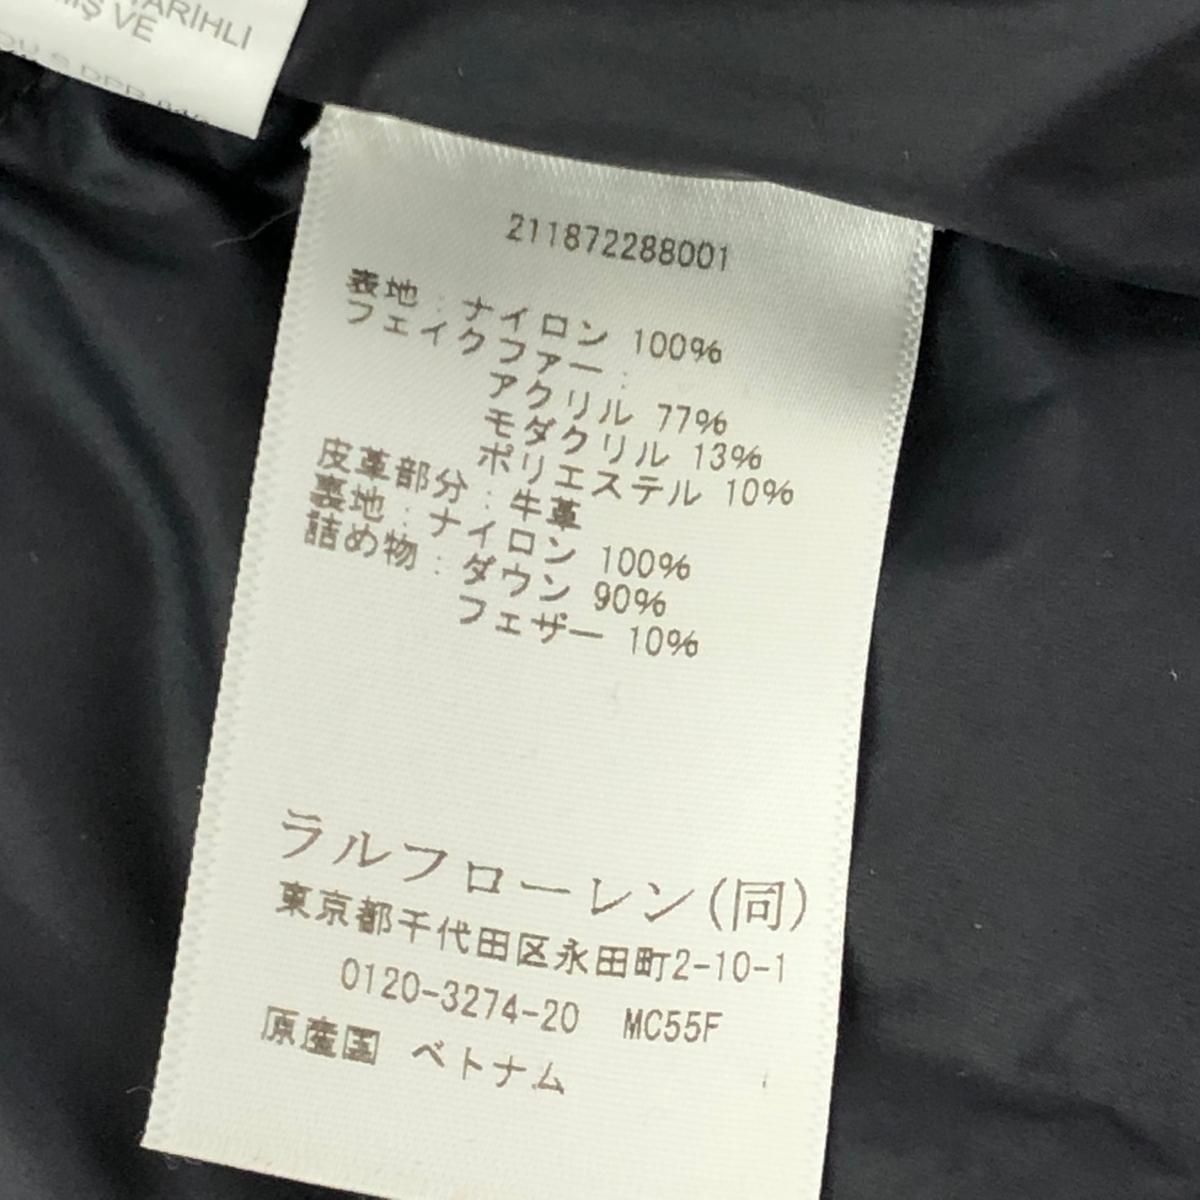 TARİHLİ
MİŞ VE
211872288001
表地：ナイロン 100%
フェイクファー：
アクリル 77%
モダクリル 13%
ポリエステル 10%
皮革部分：牛革
裏地：ナイロン 100%
詰め物：ダウン 90%
フェザー 10%
ラルフローレン(同)
東京都千代田区永田町2-10-1
0120-3274-20 MC55F
原産国 ベトナム